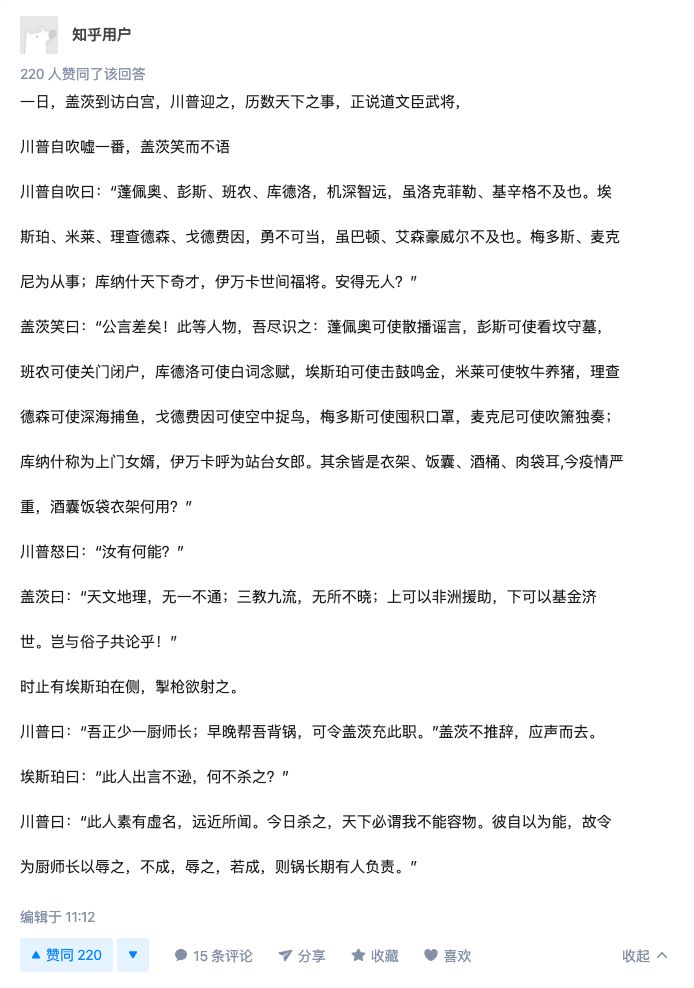 知乎用户
220 人赞同了该回答
一日，盖茨到访白宫，川普迎之，历数天下之事，正说道文臣武将，
川普自吹嘘一番，盖茨笑而不语
川普自吹曰：“蓬佩奥、彭斯、班农、库德洛，机深智远，虽洛克菲勒、基辛格不及也。埃
斯珀、米莱、理查德森、戈德费因，勇不可当，虽巴顿、艾森豪威尔不及也。梅多斯、麦克
尼为从事；库纳什天下奇才，伊万卡世间福将。安得无人？”
盖茨笑曰：“公言差矣！此等人物，吾尽识之：蓬佩奥可使散播谣言，彭斯可使看坟守墓，
班农可使关门闭户，库德洛可使白词念赋，埃斯珀可使击鼓鸣金，米莱可使牧牛养猪，理查
德森可使深海捕鱼，戈德费因可使空中捉鸟，梅多斯可使囤积口罩，麦克尼可使吹箫独奏；
库纳什称为上门女婿，伊万卡呼为站台女郎。其余皆是衣架、饭囊、酒桶、肉袋耳,今疫情严
重，酒囊饭袋衣架何用？”
川普怒曰：“汝有何能？”
盖茨曰：“天文地理，无一不通；三教九流，无所不晓；上可以非洲援助，下可以基金济
世。岂与俗子共论乎！”
时止有埃斯珀在侧，掣枪欲射之。
川普曰：“吾正少一厨师长；早晚帮吾背锅，可令盖茨充此职。”盖茨不推辞，应声而去。
埃斯珀曰：“此人出言不逊，何不杀之？”
川普曰：“此人素有虚名，远近所闻。今日杀之，天下必谓我不能容物。彼自以为能，故令
为厨师长以辱之，不成，辱之，若成，则锅长期有人负责。”
编辑于 11:12
赞同 220 15 条评论 分享 收藏 喜欢 收起